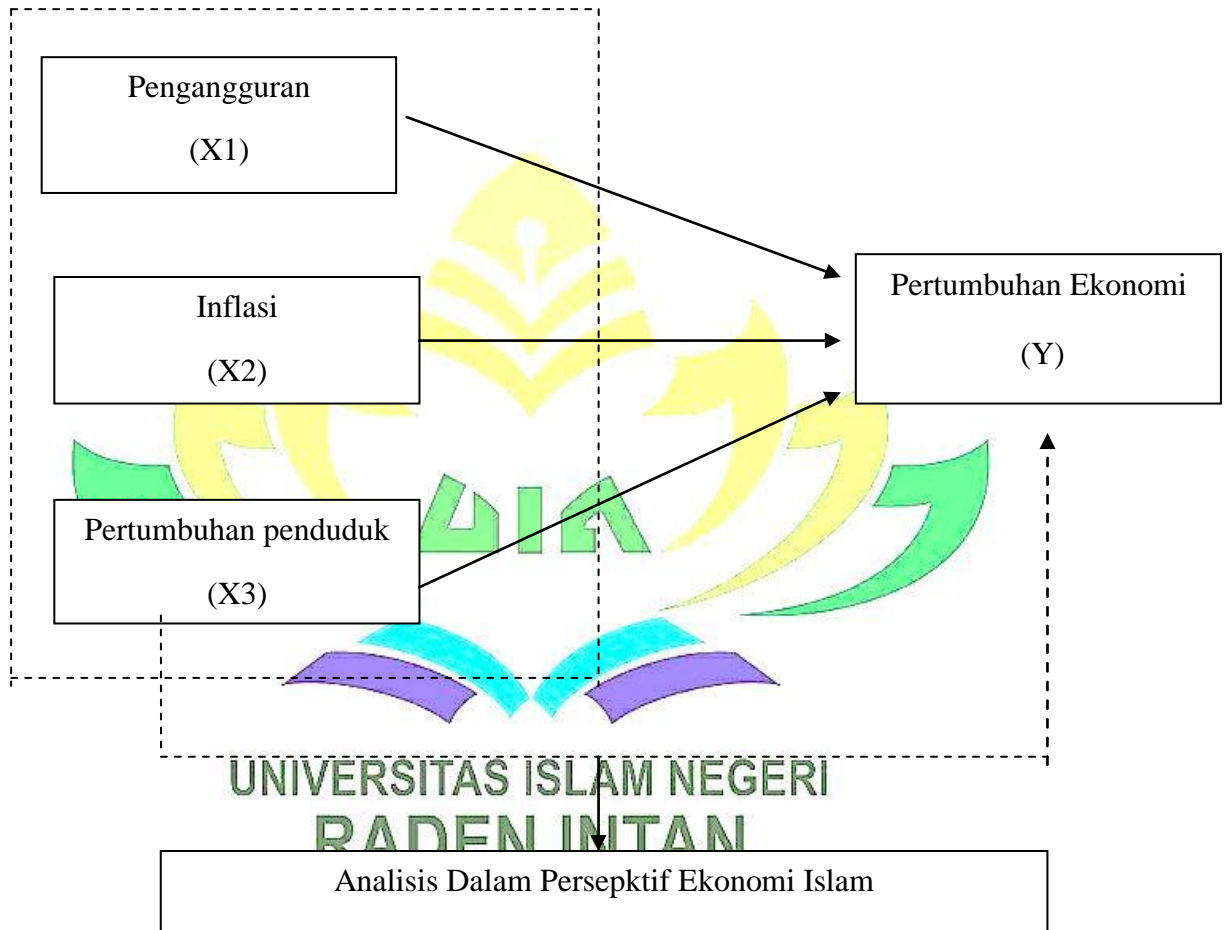 Pengangguran
(X1)
Inflasi
(X2)
Pertumbuhan Ekonomi
(Y)
Pertumbuhan penduduk
(X3)
UIN
UNIVERSITAS ISLAM NEGERI
RADEN INTAN
Analisis Dalam Persepktif Ekonomi Islam